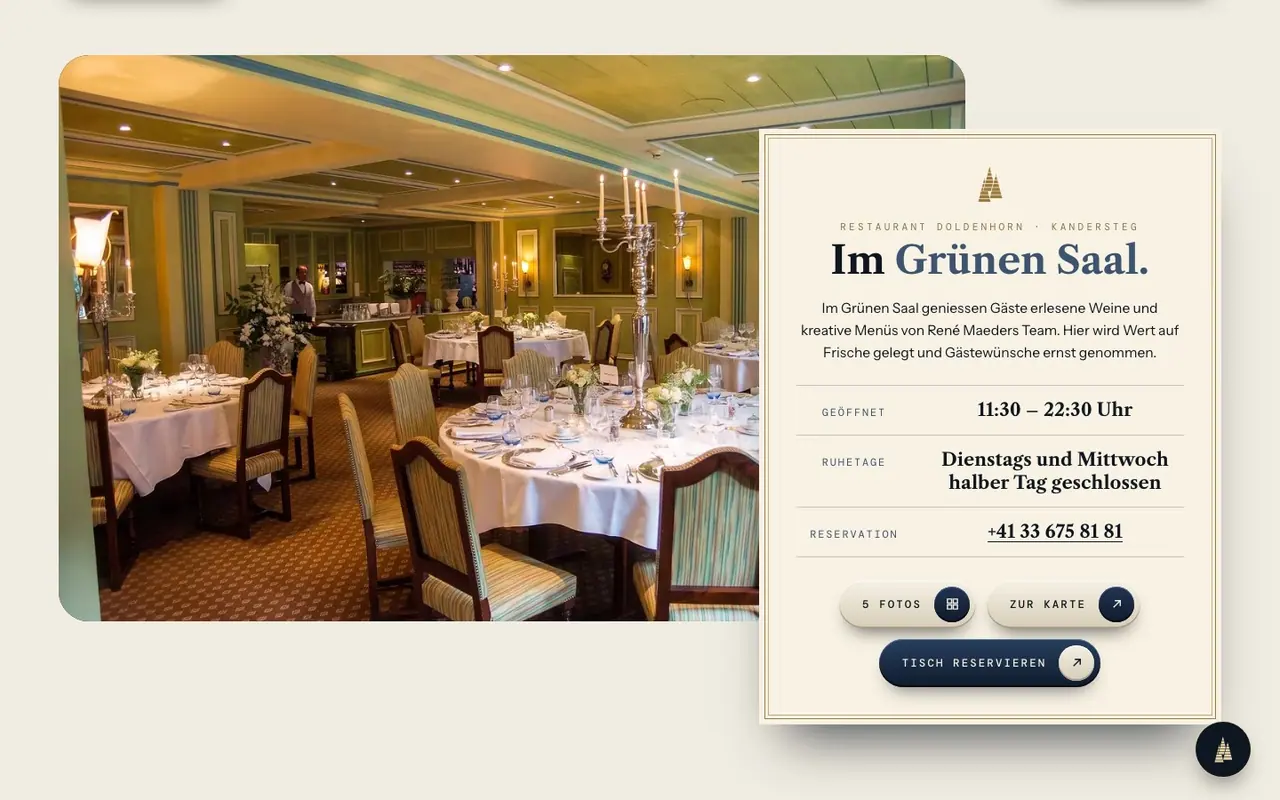 RESTAURANT DOLDENHORN · KANDERSTEG
Im Grünen Saal.
Im Grünen Saal geniessen Gäste erlesene Weine und
kreative Menüs von René Maeders Team. Hier wird Wert auf
Frische gelegt und Gästewünsche ernst genommen.
GEÖFFNET
11:30 – 22:30 Uhr
RUHETAGE
Dienstags und Mittwoch
halber Tag geschlossen
RESERVATION
+41 33 675 81 81
5 FOTOS
ZUR KARTE
TISCH RESERVIEREN